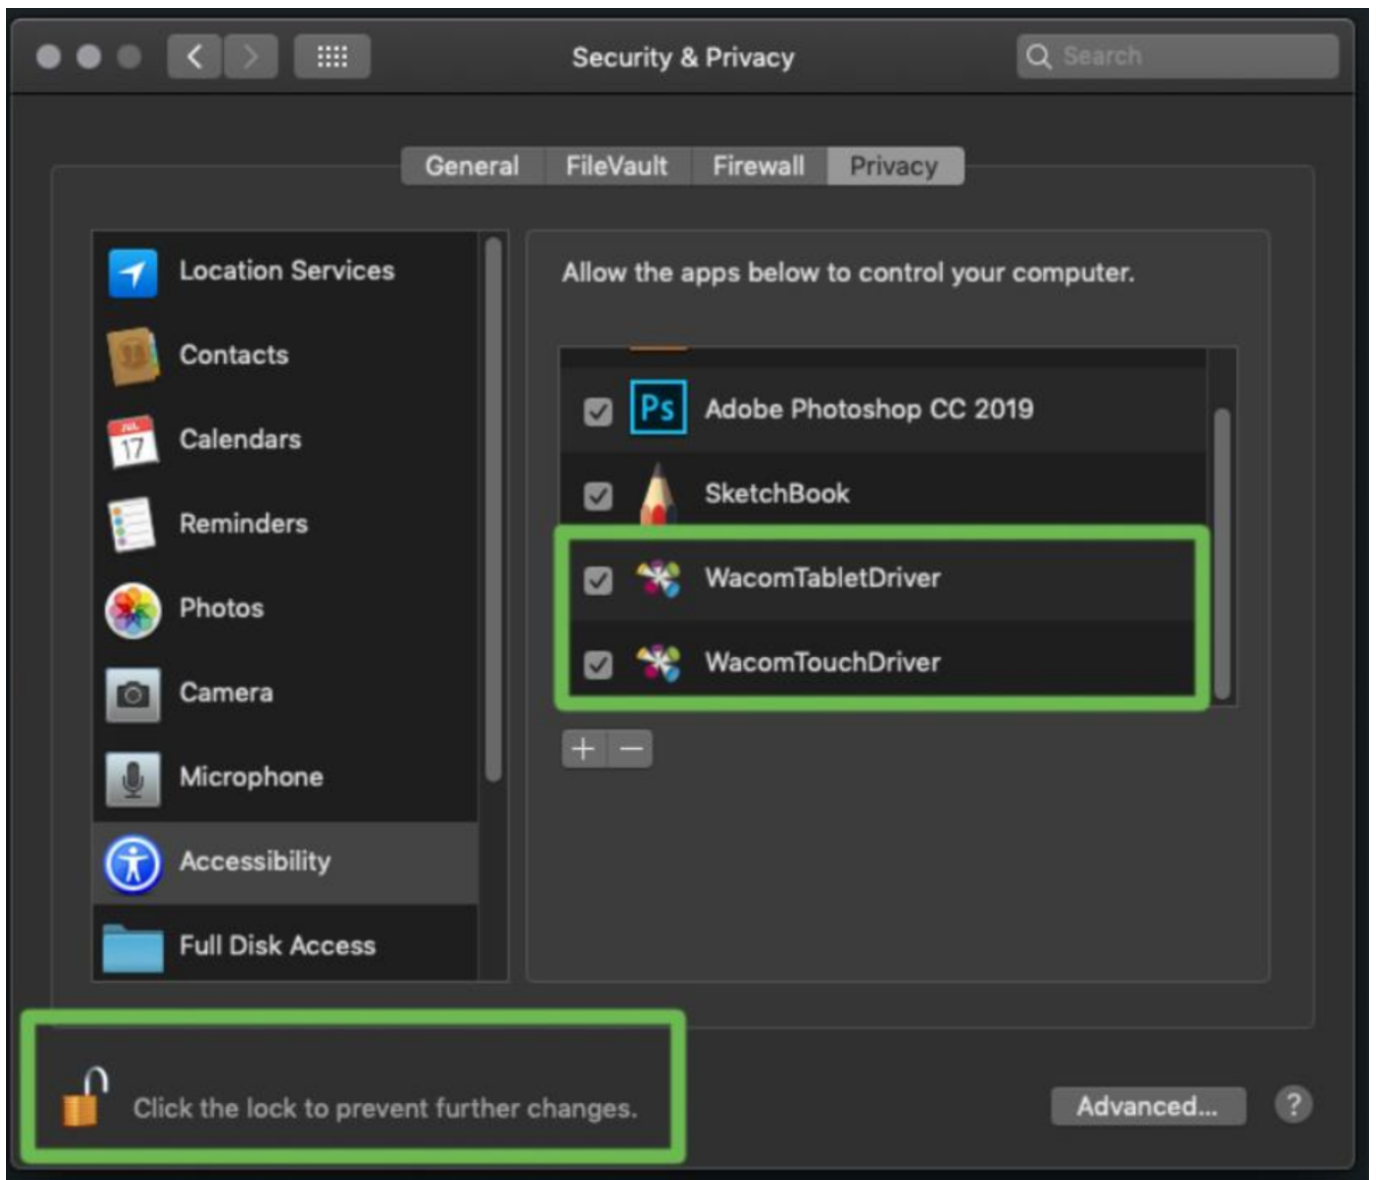 Security & Privacy
Search
General FileVault Firewall Privacy
Location Services
Contacts
JUL
17
Calendars
Reminders
Photos
Camera
Microphone
Accessibility
Full Disk Access
Allow the apps below to control your computer.
Ps Adobe Photoshop CC 2019
SketchBook
WacomTabletDriver
WacomTouchDriver
+ −
Click the lock to prevent further changes.
Advanced...
?